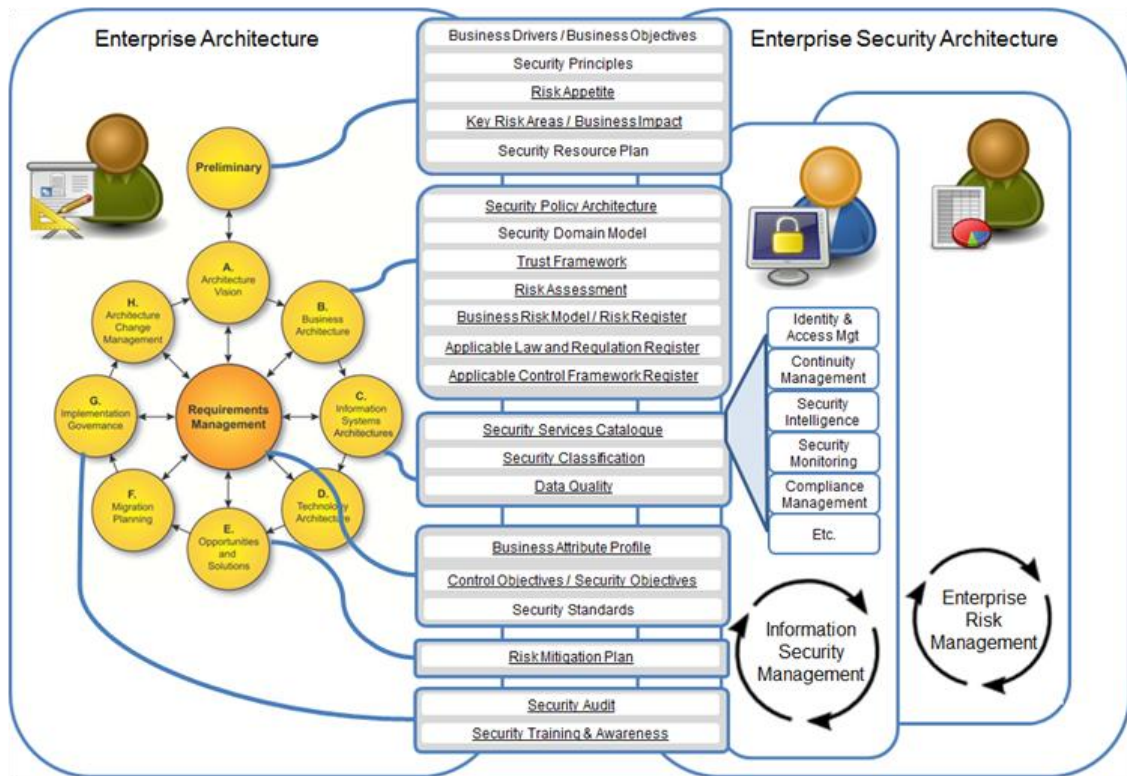 Enterprise Architecture
Enterprise Security Architecture
Business Drivers / Business Objectives
Security Principles
Risk Appetite
Key Risk Areas / Business Impact
Security Resource Plan
Preliminary
A.
Architecture
Vision
B.
Business
Architecture
C.
Information
Systems
Architectures
D.
Technology
Architecture
E.
Opportunities
and
Solutions
F.
Migration
Planning
G.
Implementation
Governance
H.
Architecture
Change
Management
Requirements
Management
Security Policy Architecture
Security Domain Model
Trust Framework
Risk Assessment
Business Risk Model / Risk Register
Applicable Law and Regulation Register
Applicable Control Framework Register
Security Services Catalogue
Security Classification
Data Quality
Business Attribute Profile
Control Objectives / Security Objectives
Security Standards
Risk Mitigation Plan
Security Audit
Security Training & Awareness
Identity &
Access Mgt
Continuity
Management
Security
Intelligence
Security
Monitoring
Compliance
Management
Etc.
Information
Security
Management
Enterprise
Risk
Management